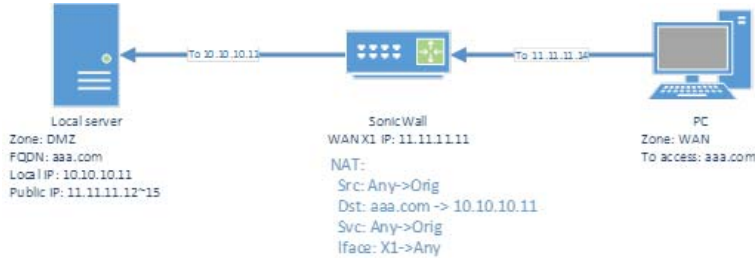 To 10.10.10.11
To 11.11.11.14
Local server
Zone: DMZ
FQDN: aaa.com
Local IP: 10.10.10.11
Public IP: 11.11.11.12~15
SonicWall
WAN X1 IP: 11.11.11.11
NAT:
Src: Any->Orig
Dst: aaa.com -> 10.10.10.11
Svc: Any->Orig
Iface: X1->Any
PC
Zone: WAN
To access: aaa.com